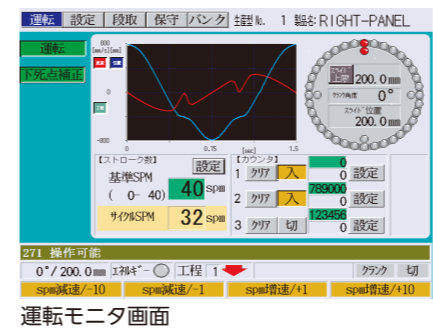 運転 設定 段取 保守 バンク 金型No. 1 製品名:RIGHT-PANEL
運転
下死点補正
800
[mm/s][mm]
速度 位置
0
-800
0 0.75 [sec] 1.5
スライド上昇 200.0mm
クランク角度 0°
スライド位置
200.0mm
【ストローク数】 設定
基準SPM
( 0- 40) 40 spm
サイクルSPM 32 spm
【カウンタ】
0
1 クリア 入 0 設定
789000
2 クリア 入 0 設定
123456
3 クリア 切 0 設定
271 操作可能
0°/200.0mm エネルギー 工程 1 クランク 切
spm減速/-10 spm減速/-1 spm増速/+1 spm増速/+10
運転モニタ画面